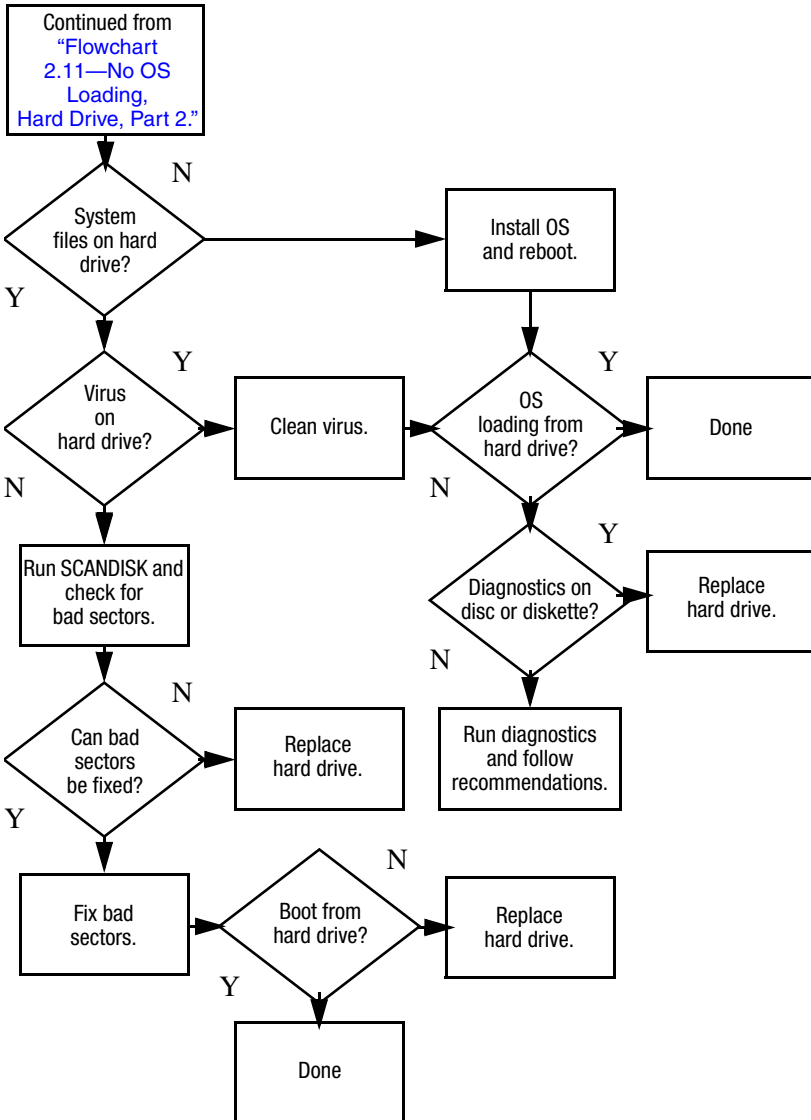 Continued from
“Flowchart
2.11—No OS
Loading,
Hard Drive, Part 2.”
N
System
files on hard
drive?
Install OS
and reboot.
Y
Y
Virus
on
hard drive?
Clean virus.
Y
OS
loading from
hard drive?
Done
N
N
Run SCANDISK and
check for
bad sectors.
Y
Diagnostics on
disc or diskette?
Replace
hard drive.
N
N
Can bad
sectors
be fixed?
Replace
hard drive.
Run diagnostics
and follow
recommendations.
Y
N
Fix bad
sectors.
Boot from
hard drive?
Replace
hard drive.
Y
Done